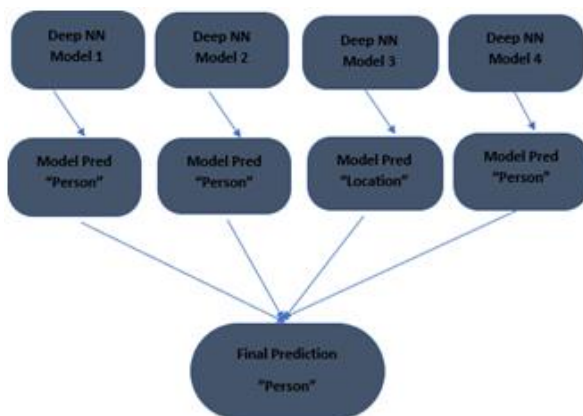 Deep NN
Model 1
Deep NN
Model 2
Deep NN
Model 3
Deep NN
Model 4
Model Pred
“Person”
Model Pred
“Person”
Model Pred
“Location”
Model Pred
“Person”
Final Prediction
“Person”